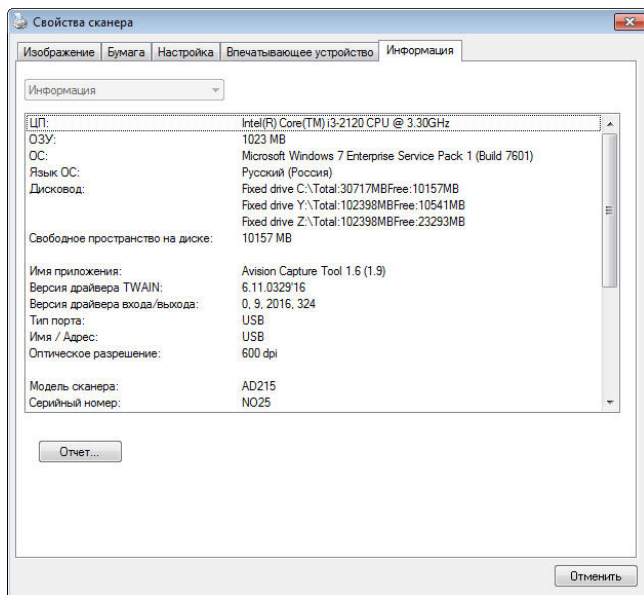 Свойства сканера
Изображение Бумага Настройка Впечатывающее устройство Информация
Информация
ЦП: Intel(R) Core(TM) i3-2120 CPU @ 3.30GHz
ОЗУ: 1023 MB
ОС: Microsoft Windows 7 Enterprise Service Pack 1 (Build 7601)
Язык ОС: Русский (Россия)
Дисковод: Fixed drive C:\Total:30717MBFree:10157MB
Fixed drive Y:\Total:102398MBFree:10541MB
Fixed drive Z:\Total:102398MBFree:23293MB
Свободное пространство на диске: 10157 MB
Имя приложения: Avision Capture Tool 1.6 (1.9)
Версия драйвера TWAIN: 6.11.0329'16
Версия драйвера входа/выхода: 0, 9, 2016, 324
Тип порта: USB
Имя / Адрес: USB
Оптическое разрешение: 600 dpi
Модель сканера: AD215
Серийный номер: NO25
Отчет...
Отменить